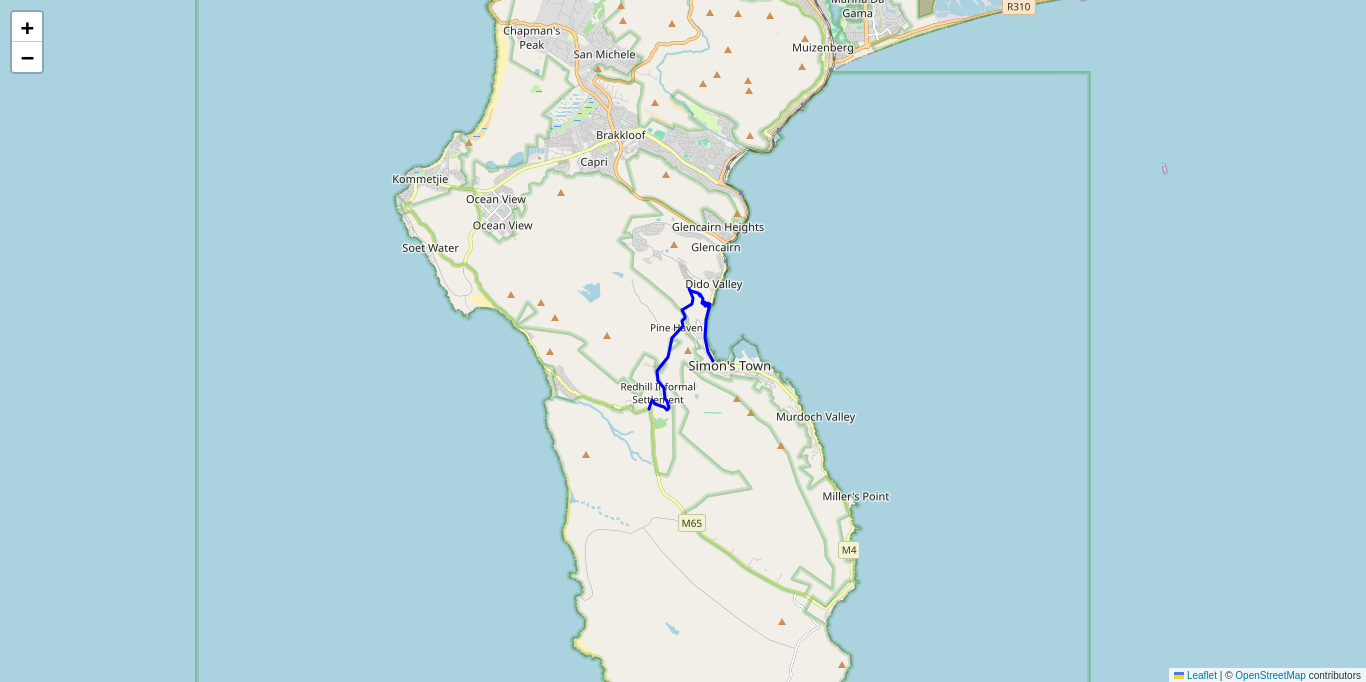 +
−
Marina Da
Gama
R310
Chapman's
Peak
San Michele
Muizenberg
Brakkloof
Capri
Kommetjie
Ocean View
Ocean View
Glencairn Heights
Soet Water
Glencairn
Dido Valley
Pine Haven
Simon's Town
Redhill Informal
Settlement
Murdoch Valley
Miller's Point
M65
M4
Leaflet | © OpenStreetMap contributors